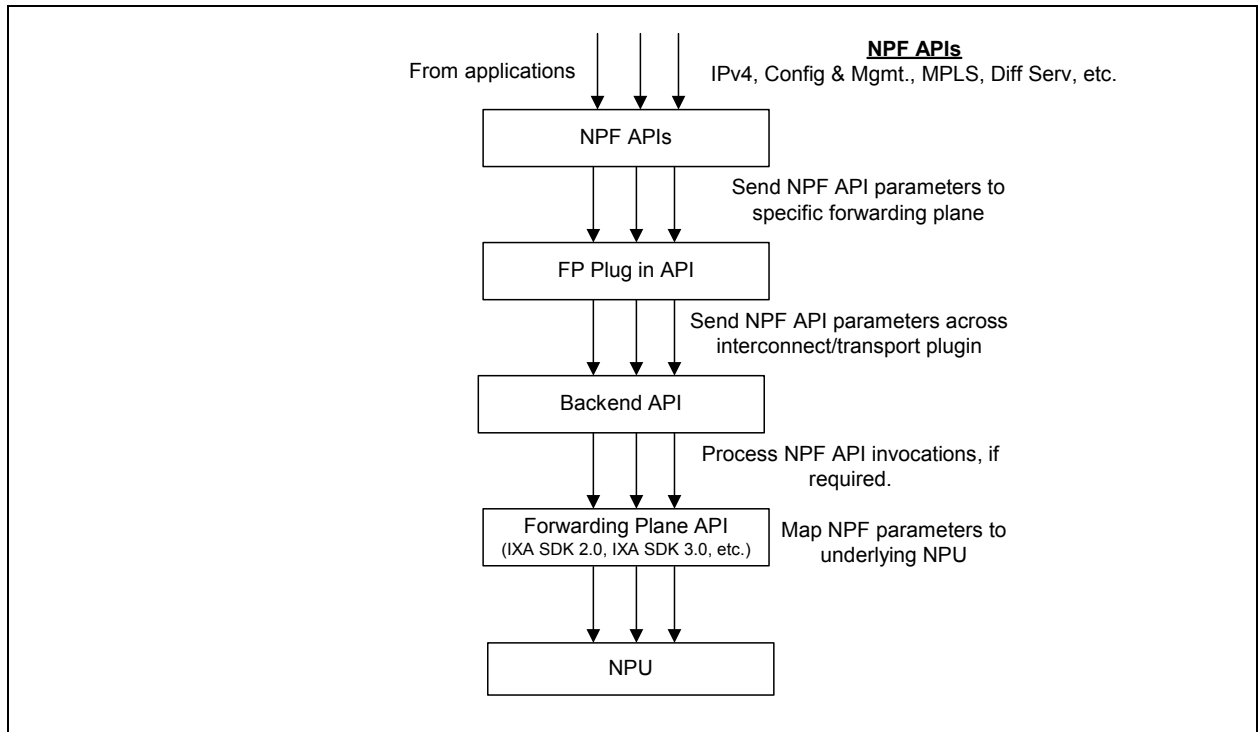 NPF APIs
From applications
IPv4, Config & Mgmt., MPLS, Diff Serv, etc.
NPF APIs
Send NPF API parameters to
specific forwarding plane
FP Plug in API
Send NPF API parameters across
interconnect/transport plugin
Backend API
Process NPF API invocations, if
required.
Forwarding Plane API
(IXA SDK 2.0, IXA SDK 3.0, etc.)
Map NPF parameters to
underlying NPU
NPU